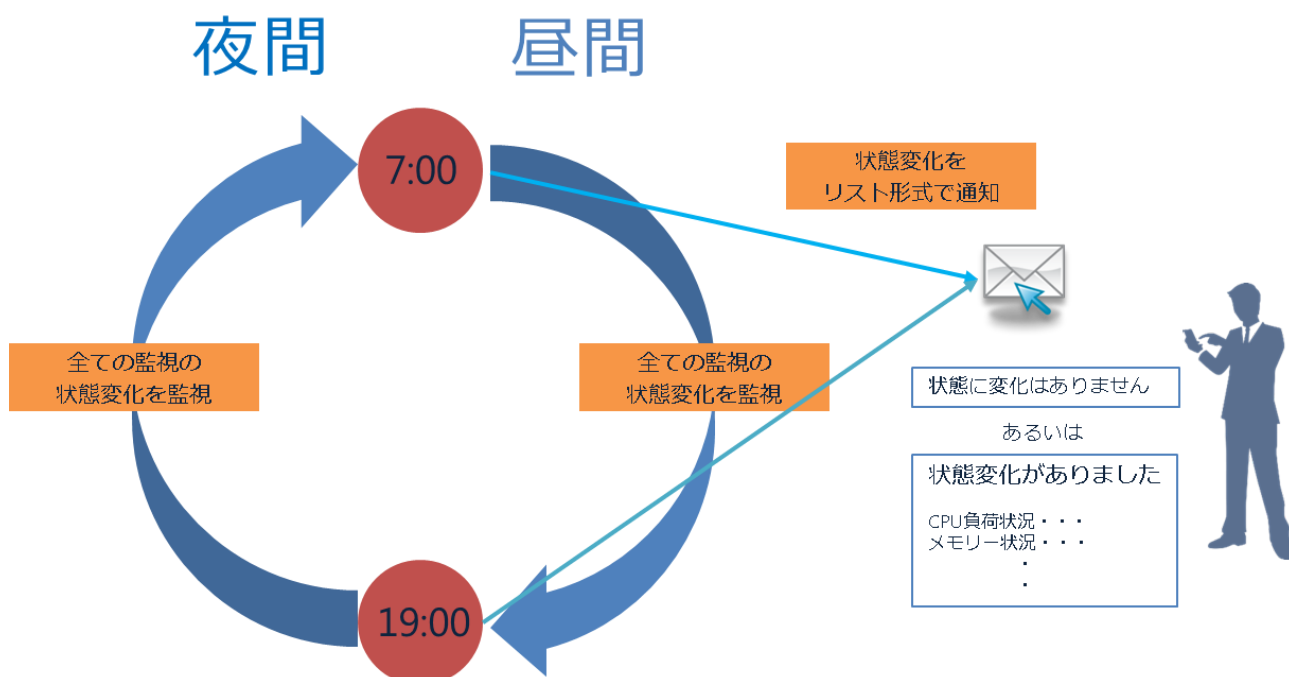 夜間
昼間
7:00
状態変化を
リスト形式で通知
全ての監視の
状態変化を監視
全ての監視の
状態変化を監視
状態に変化はありません
あるいは
状態変化がありました
CPU負荷状況・・・
メモリー状況・・・
・
・
19:00